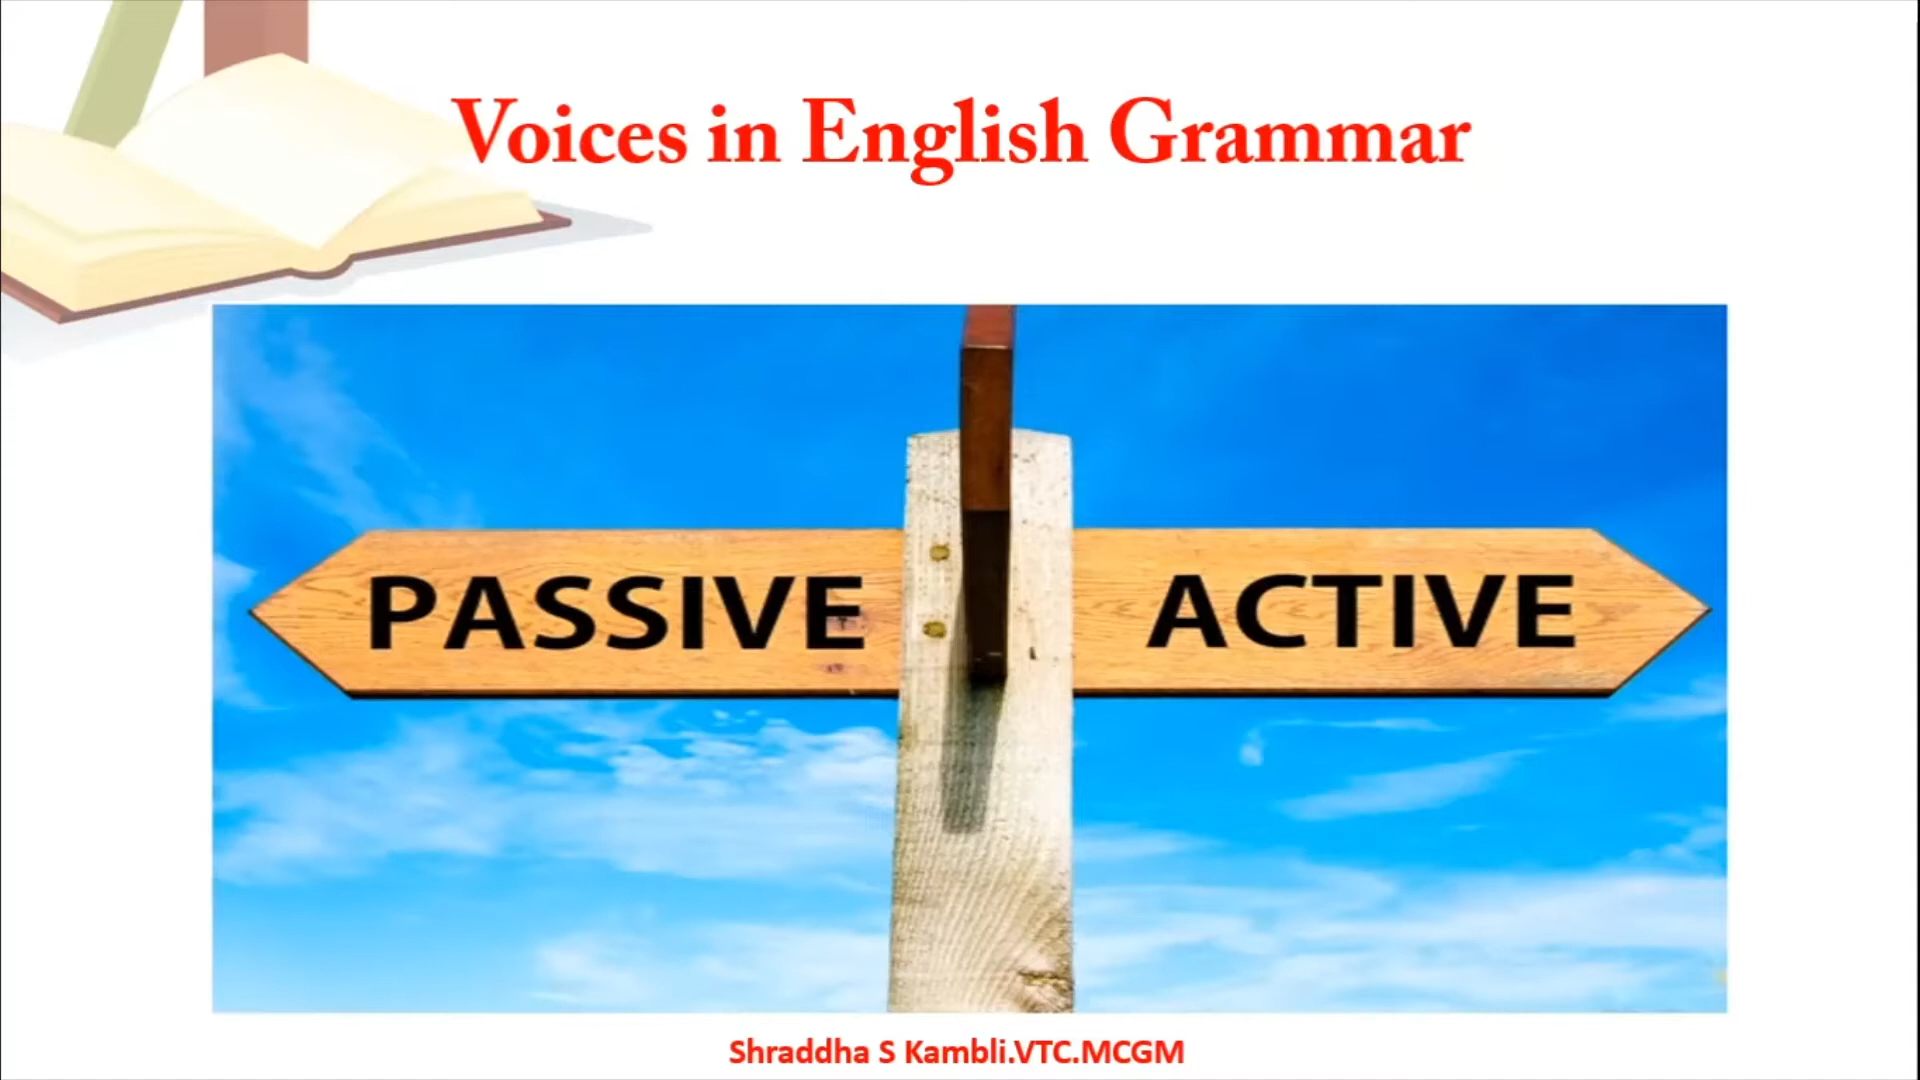 Voices in English Grammar
PASSIVE
ACTIVE
Shraddha S Kambli.VTC.MCGM